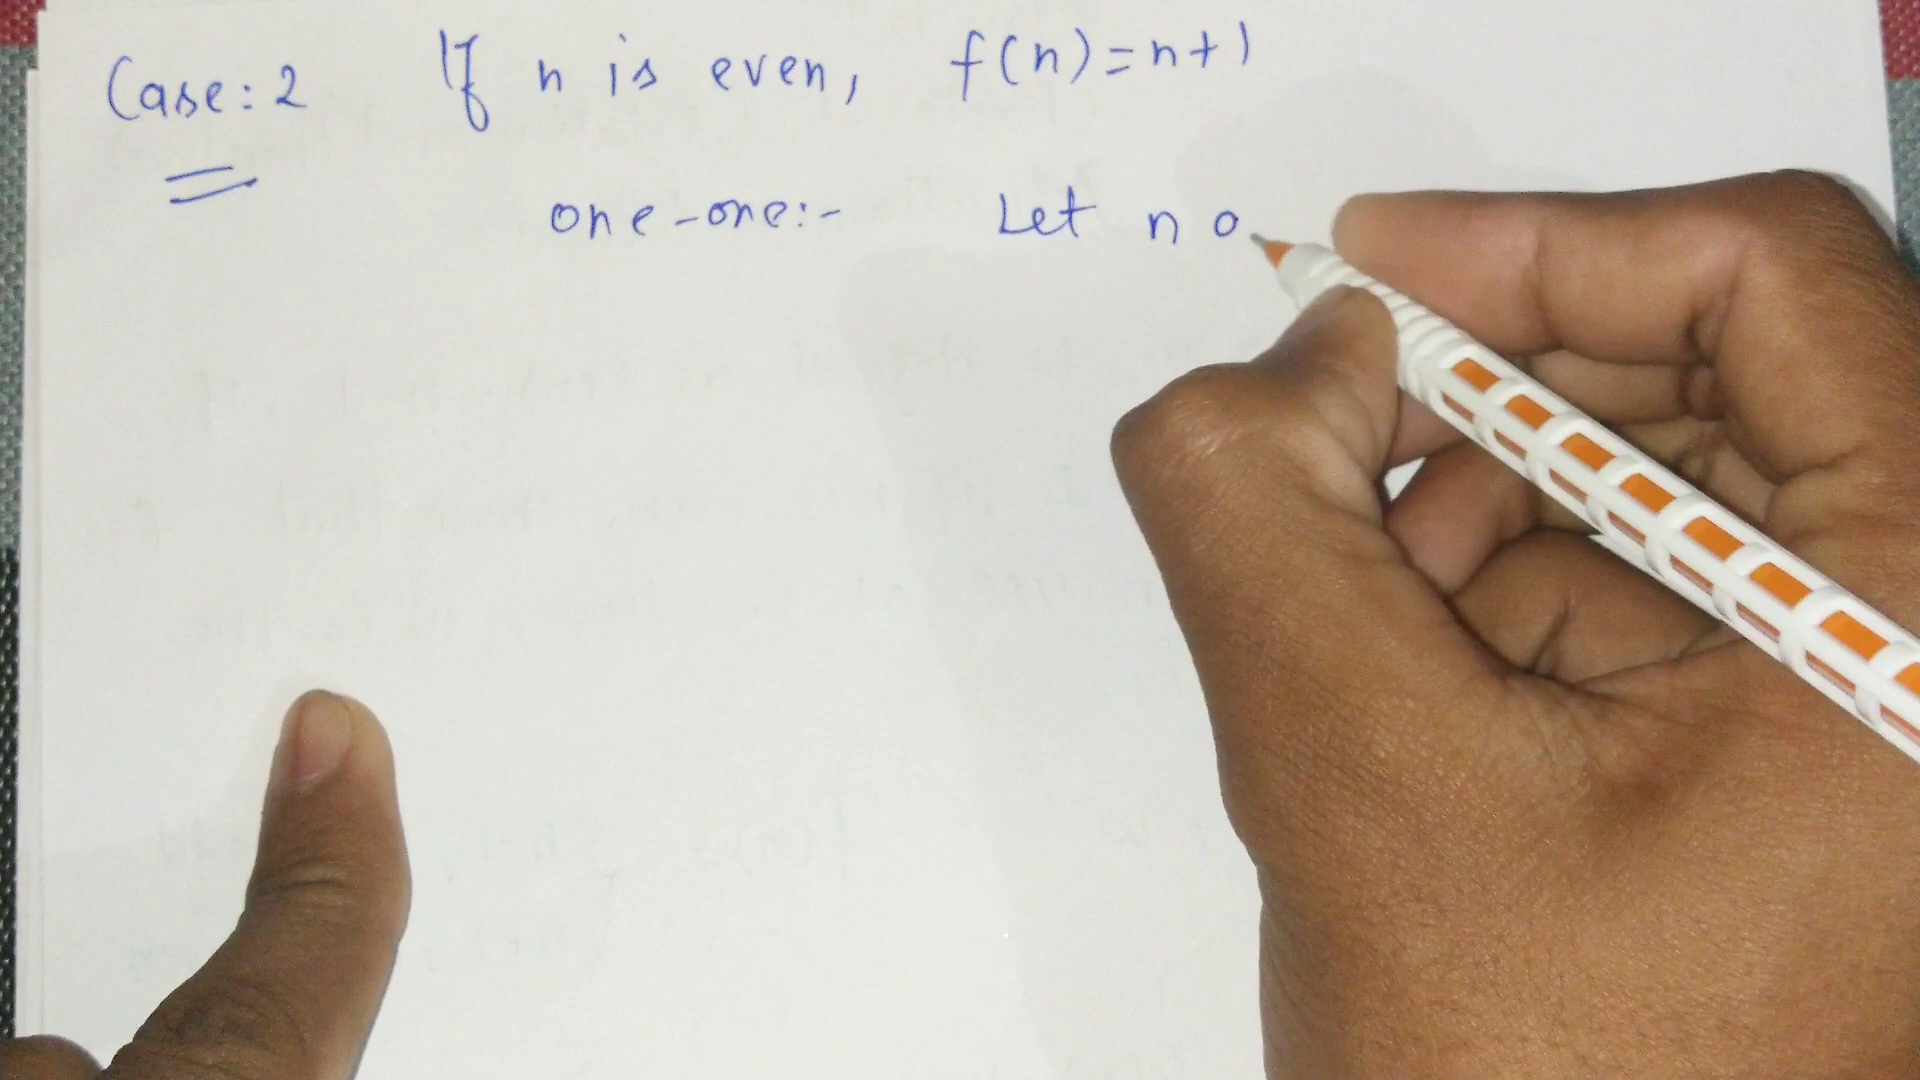 Case: 2 If n is even, f(n)=n+1
one-one:- Let n o